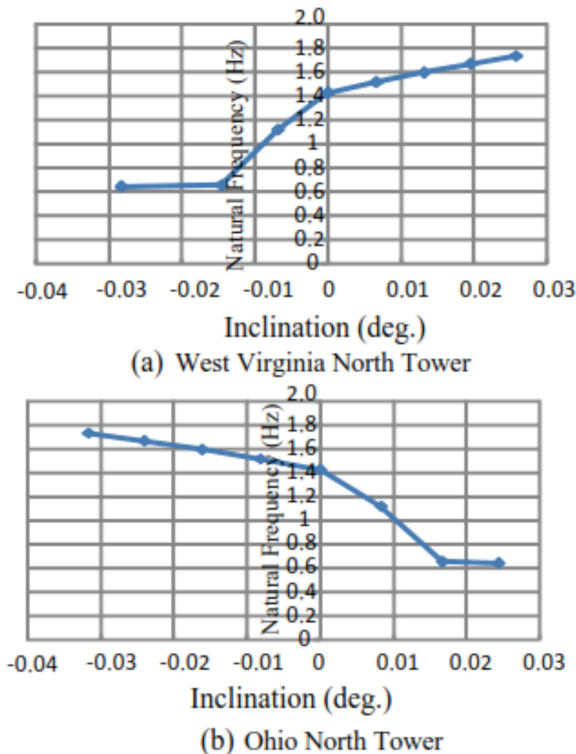 2.0
1.8
1.6
1.4
1.2
1
0.8
0.6
0.4
0.2
0
Natural Frequency (Hz)
-0.04 -0.03 -0.02 -0.01 0 0.01 0.02 0.03
Inclination (deg.)
(a) West Virginia North Tower
2.0
1.8
1.6
1.4
1.2
1
0.8
0.6
0.4
0.2
0
Natural Frequency (Hz)
-0.04 -0.03 -0.02 -0.01 0 0.01 0.02 0.03
Inclination (deg.)
(b) Ohio North Tower